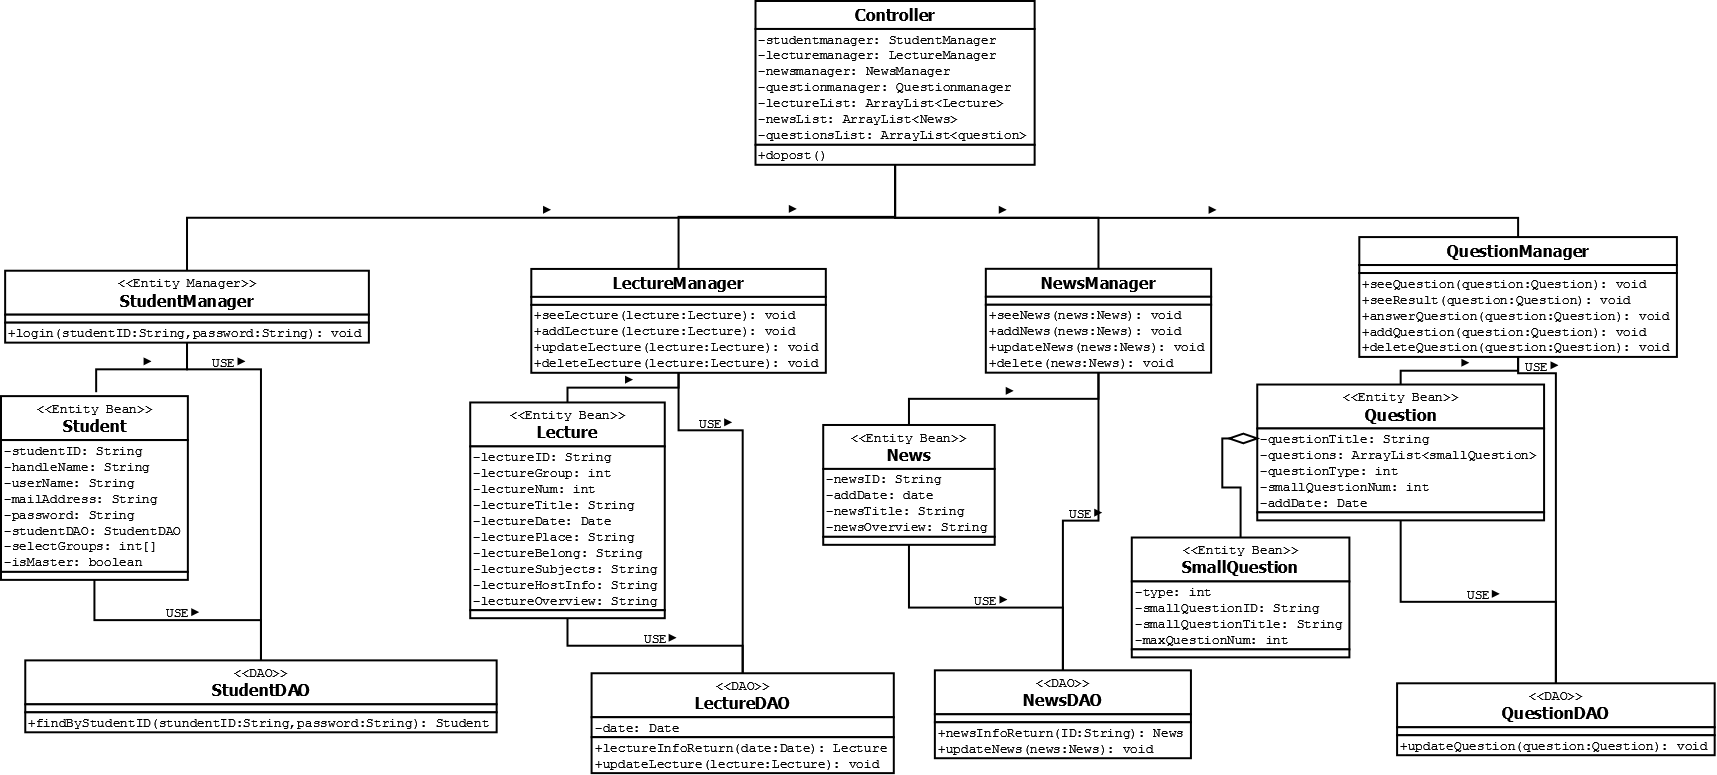 Controller
-studentmanager: StudentManager
-lecturemanager: LectureManager
-newsmanager: NewsManager
-questionmanager: Questionmanager
-lectureList: ArrayList<Lecture>
-newsList: ArrayList<News>
-questionsList: ArrayList<question>
+dopost()
<<Entity Manager>>
StudentManager
+login(studentID:String,password:String): void
LectureManager
+seeLecture(lecture:Lecture): void
+addLecture(lecture:Lecture): void
+updateLecture(lecture:Lecture): void
+deleteLecture(lecture:Lecture): void
NewsManager
+seeNews(news:News): void
+addNews(news:News): void
+updateNews(news:News): void
+delete(news:News): void
QuestionManager
+seeQuestion(question:Question): void
+seeResult(question:Question): void
+answerQuestion(question:Question): void
+addQuestion(question:Question): void
+deleteQuestion(question:Question): void
USE
USE
<<Entity Bean>>
Student
-studentID: String
-handleName: String
-userName: String
-mailAddress: String
-password: String
-studentDAO: StudentDAO
-selectGroups: int[]
-isMaster: boolean
<<Entity Bean>>
Lecture
-lectureID: String
-lectureGroup: int
-lectureNum: int
-lectureTitle: String
-lectureDate: Date
-lecturePlace: String
-lectureBelong: String
-lectureSubjects: String
-lectureHostInfo: String
-lectureOverview: String
USE
<<Entity Bean>>
News
-newsID: String
-addDate: date
-newsTitle: String
-newsOverview: String
USE
<<Entity Bean>>
Question
-questionTitle: String
-questions: ArrayList<smallQuestion>
-questionType: int
-smallQuestionNum: int
-addDate: Date
<<Entity Bean>>
SmallQuestion
-type: int
-smallQuestionID: String
-smallQuestionTitle: String
-maxQuestionNum: int
USE
USE
USE
USE
<<DAO>>
StudentDAO
+findByStudentID(stundentID:String,password:String): Student
<<DAO>>
LectureDAO
-date: Date
+lectureInfoReturn(date:Date): Lecture
+updateLecture(lecture:Lecture): void
<<DAO>>
NewsDAO
+newsInfoReturn(ID:String): News
+updateNews(news:News): void
<<DAO>>
QuestionDAO
+updateQuestion(question:Question): void